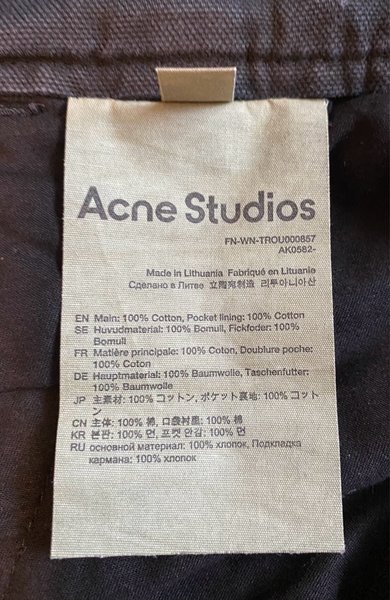 Acne Studios
FN-WN-TROU000857
AK0582-
Made in Lithuania Fabriqué en Lituanie
Сделано в Литве 立陶宛制造 리투아니아산
EN Main: 100% Cotton, Pocket lining: 100% Cotton
SE Huvudmaterial: 100% Bomull, Fickfoder: 100%
Bomull
FR Matière principale: 100% Coton, Doublure poche:
100% Coton
DE Hauptmaterial: 100% Baumwolle, Taschenfutter:
100% Baumwolle
JP 主素材: 100% コットン, ポケット裏地: 100% コット
ン
CN 主体: 100% 棉, 口袋衬里: 100% 棉
KR 본판: 100% 면, 포켓 안감: 100% 면
RU основной материал: 100% хлопок, Подкладка
кармана: 100% хлопок